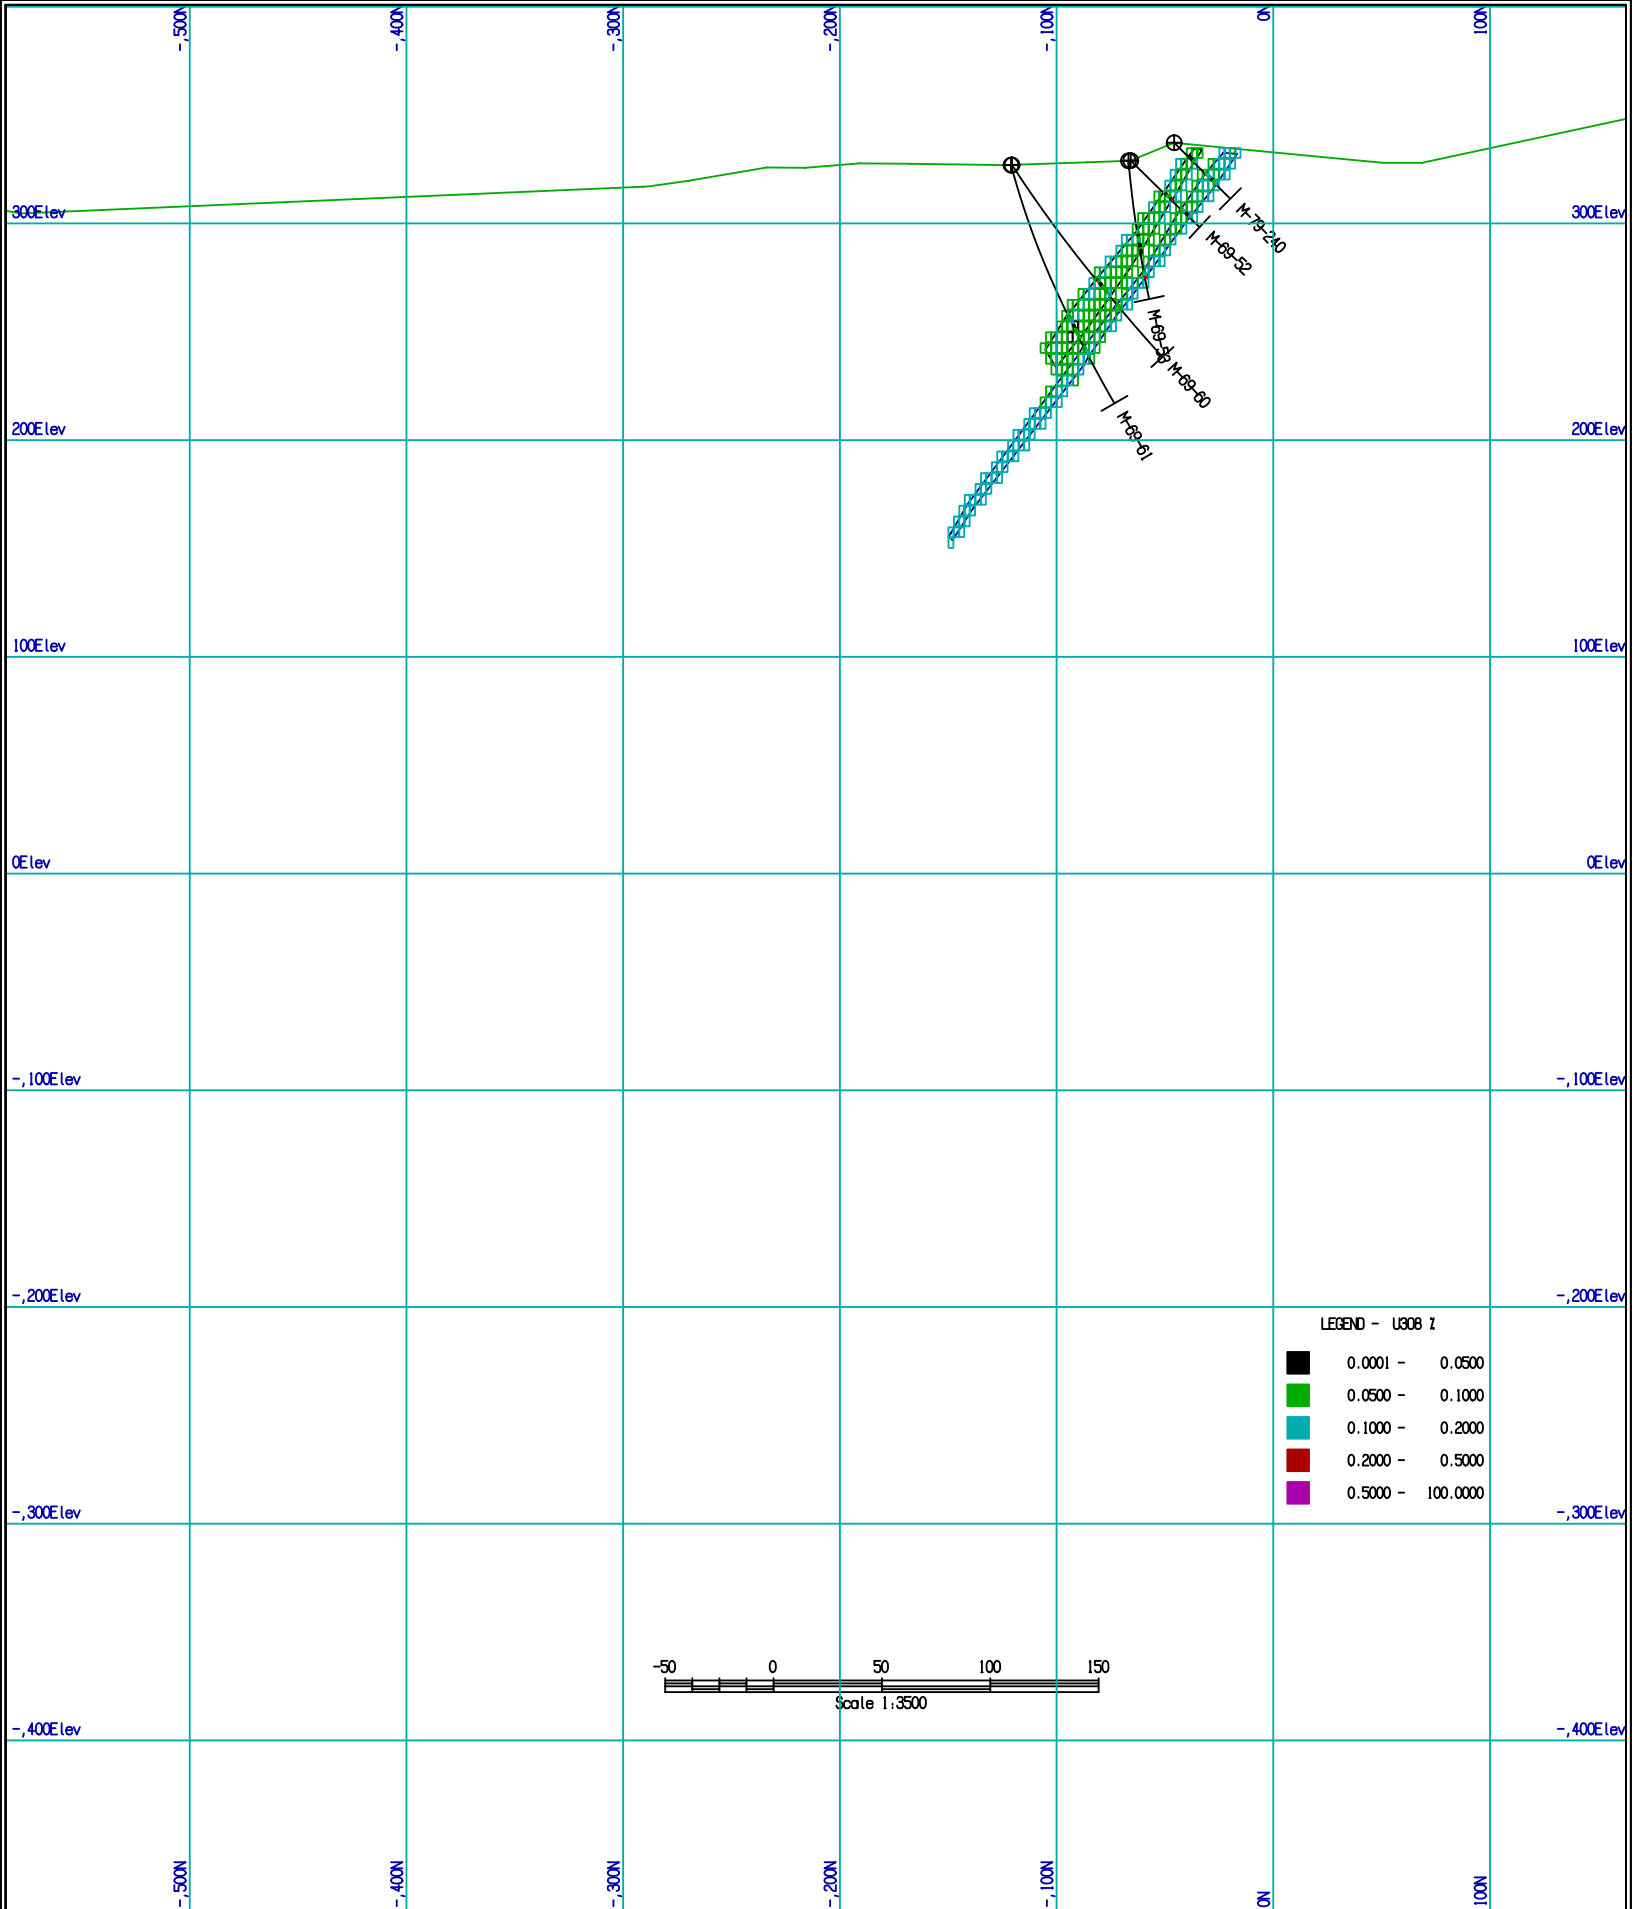 -,500N -,400N -,300N -,200N -,100N 0N 100N
300Elev 300Elev
M-79-240
M-69-52
M-69-53
M-69-60
M-69-61
200Elev 200Elev
100Elev 100Elev
0Elev 0Elev
-,100Elev -,100Elev
-,200Elev -,200Elev
LEGEND - U3O8 %
0.0001 - 0.0500
0.0500 - 0.1000
0.1000 - 0.2000
0.2000 - 0.5000
0.5000 - 100.0000
-,300Elev -,300Elev
-50 0 50 100 150
Scale 1:3500
-,400Elev -,400Elev
-,500N -,400N -,300N -,200N -,100N 0N 100N